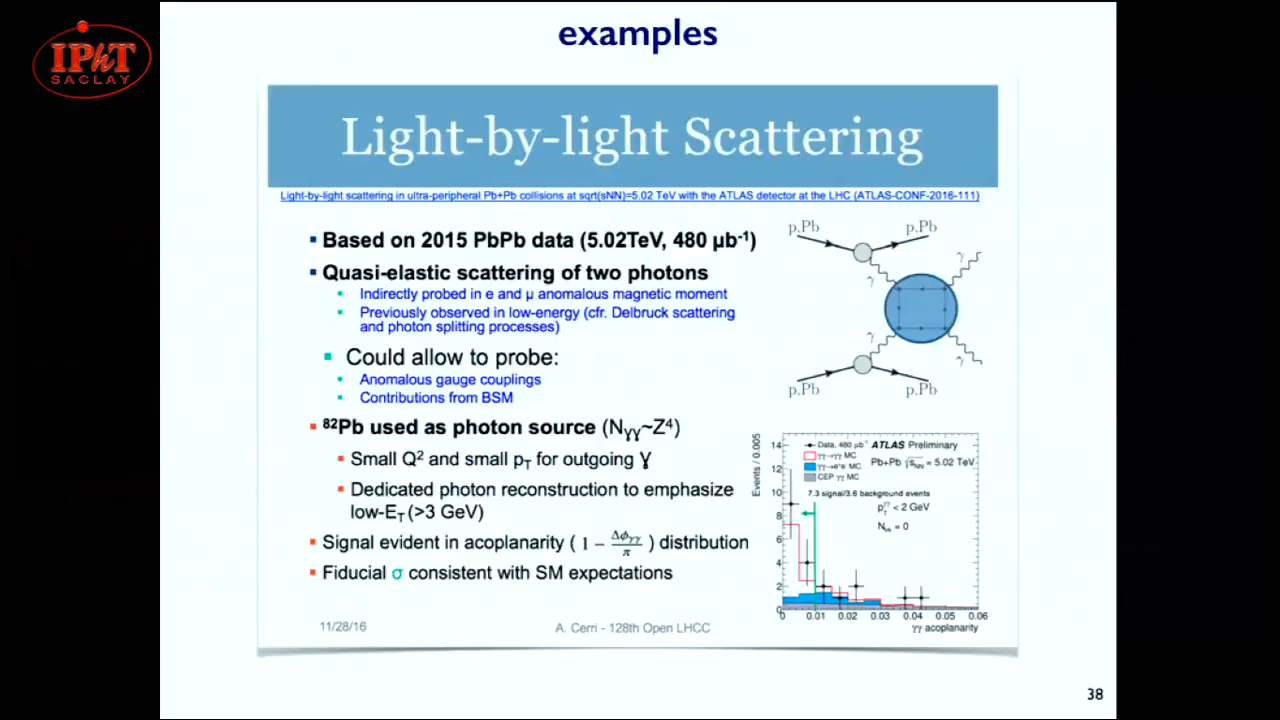 IPhT
SACLAY
examples
Light-by-light Scattering
Light-by-light scattering in ultra-peripheral Pb+Pb collisions at sqrt(sNN)=5.02 TeV with the ATLAS detector at the LHC (ATLAS-CONF-2016-111)
▪ Based on 2015 PbPb data (5.02TeV, 480 μb⁻¹)
▪ Quasi-elastic scattering of two photons
▪ Indirectly probed in e and μ anomalous magnetic moment
▪ Previously observed in low-energy (cfr. Delbruck scattering
and photon splitting processes)
▪ Could allow to probe:
▪ Anomalous gauge couplings
▪ Contributions from BSM
▪ ⁸²Pb used as photon source (Nγγ~Z⁴)
▪ Small Q² and small pT for outgoing γ
▪ Dedicated photon reconstruction to emphasize
low-ET (>3 GeV)
▪ Signal evident in acoplanarity ( 1 − Δϕγγ/π ) distribution
▪ Fiducial σ consistent with SM expectations
p,Pb p,Pb
γ γ
γ γ
p,Pb p,Pb
Events / 0.005
14
12
10
8
6
4
2
0
Data, 480 μb⁻¹ ATLAS Preliminary
γγ→γγ MC
γγ→e⁺e⁻ MC Pb+Pb √sNN = 5.02 TeV
CEP γγ MC
7.3 signal/3.6 background events
pTγγ < 2 GeV
Ntrk = 0
0 0.01 0.02 0.03 0.04 0.05 0.06
γγ acoplanarity
11/28/16 A. Cerri - 128th Open LHCC
38